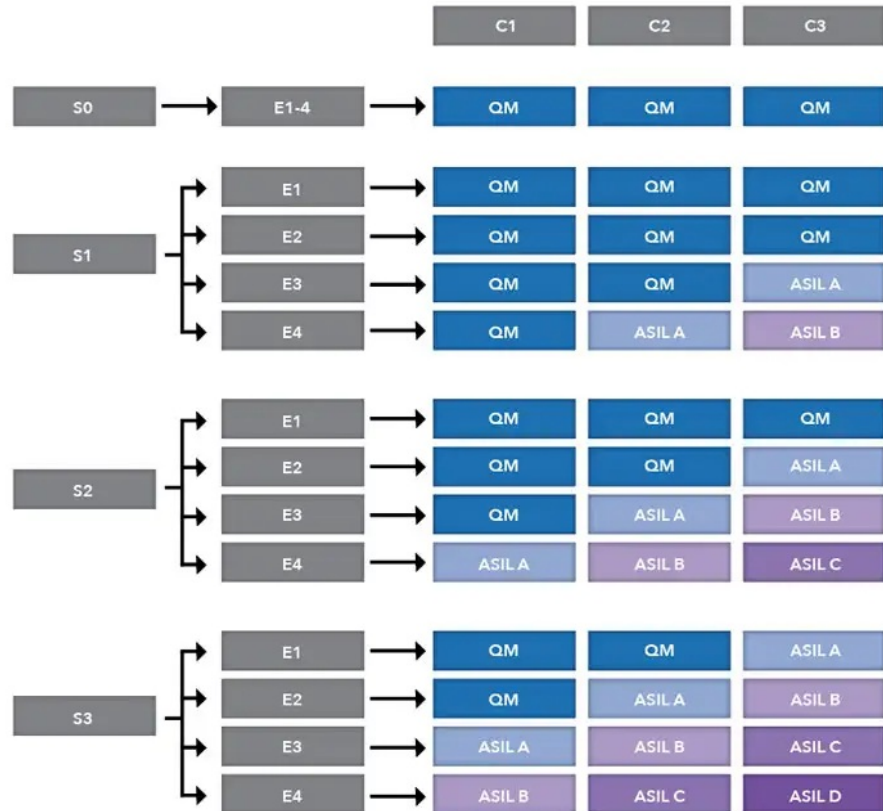 C1 C2 C3
S0 E1-4 QM QM QM
E1 QM QM QM
E2 QM QM QM
S1
E3 QM QM ASIL A
E4 QM ASIL A ASIL B
E1 QM QM QM
E2 QM QM ASIL A
S2
E3 QM ASIL A ASIL B
E4 ASIL A ASIL B ASIL C
E1 QM QM ASIL A
E2 QM ASIL A ASIL B
S3
E3 ASIL A ASIL B ASIL C
E4 ASIL B ASIL C ASIL D